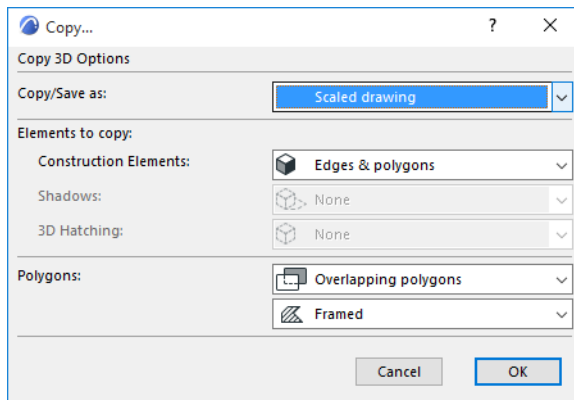 Copy... ?
Copy 3D Options
Copy/Save as: Scaled drawing
Elements to copy:
Construction Elements: Edges & polygons
Shadows: None
3D Hatching: None
Polygons: Overlapping polygons
Framed
Cancel OK